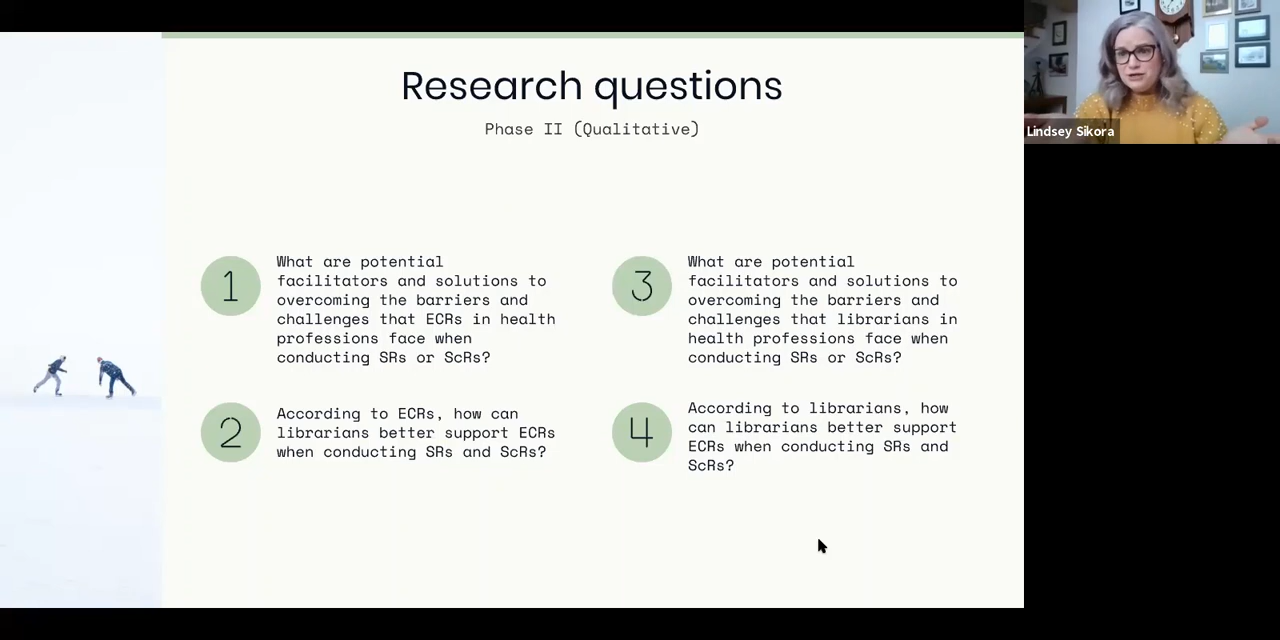 Research questions
Phase II (Qualitative)
1
What are potential
facilitators and solutions to
overcoming the barriers and
challenges that ECRs in health
professions face when
conducting SRs or ScRs?
2
According to ECRs, how can
librarians better support ECRs
when conducting SRs and ScRs?
3
What are potential
facilitators and solutions to
overcoming the barriers and
challenges that librarians in
health professions face when
conducting SRs or ScRs?
4
According to librarians, how
can librarians better support
ECRs when conducting SRs and
ScRs?
Lindsey Sikora